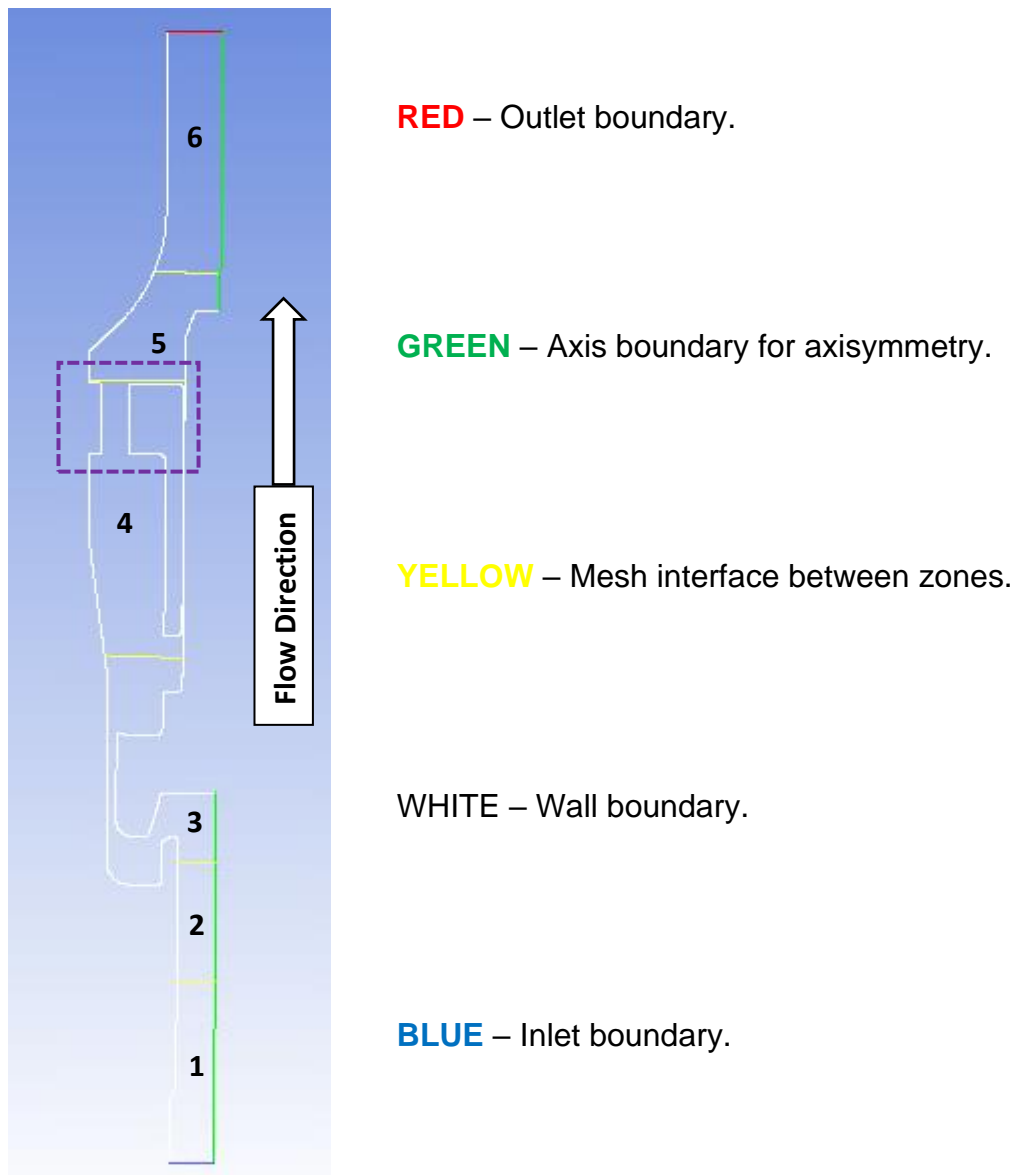 6
RED – Outlet boundary.
5
GREEN – Axis boundary for axisymmetry.
4
Flow Direction
YELLOW – Mesh interface between zones.
3
WHITE – Wall boundary.
2
BLUE – Inlet boundary.
1